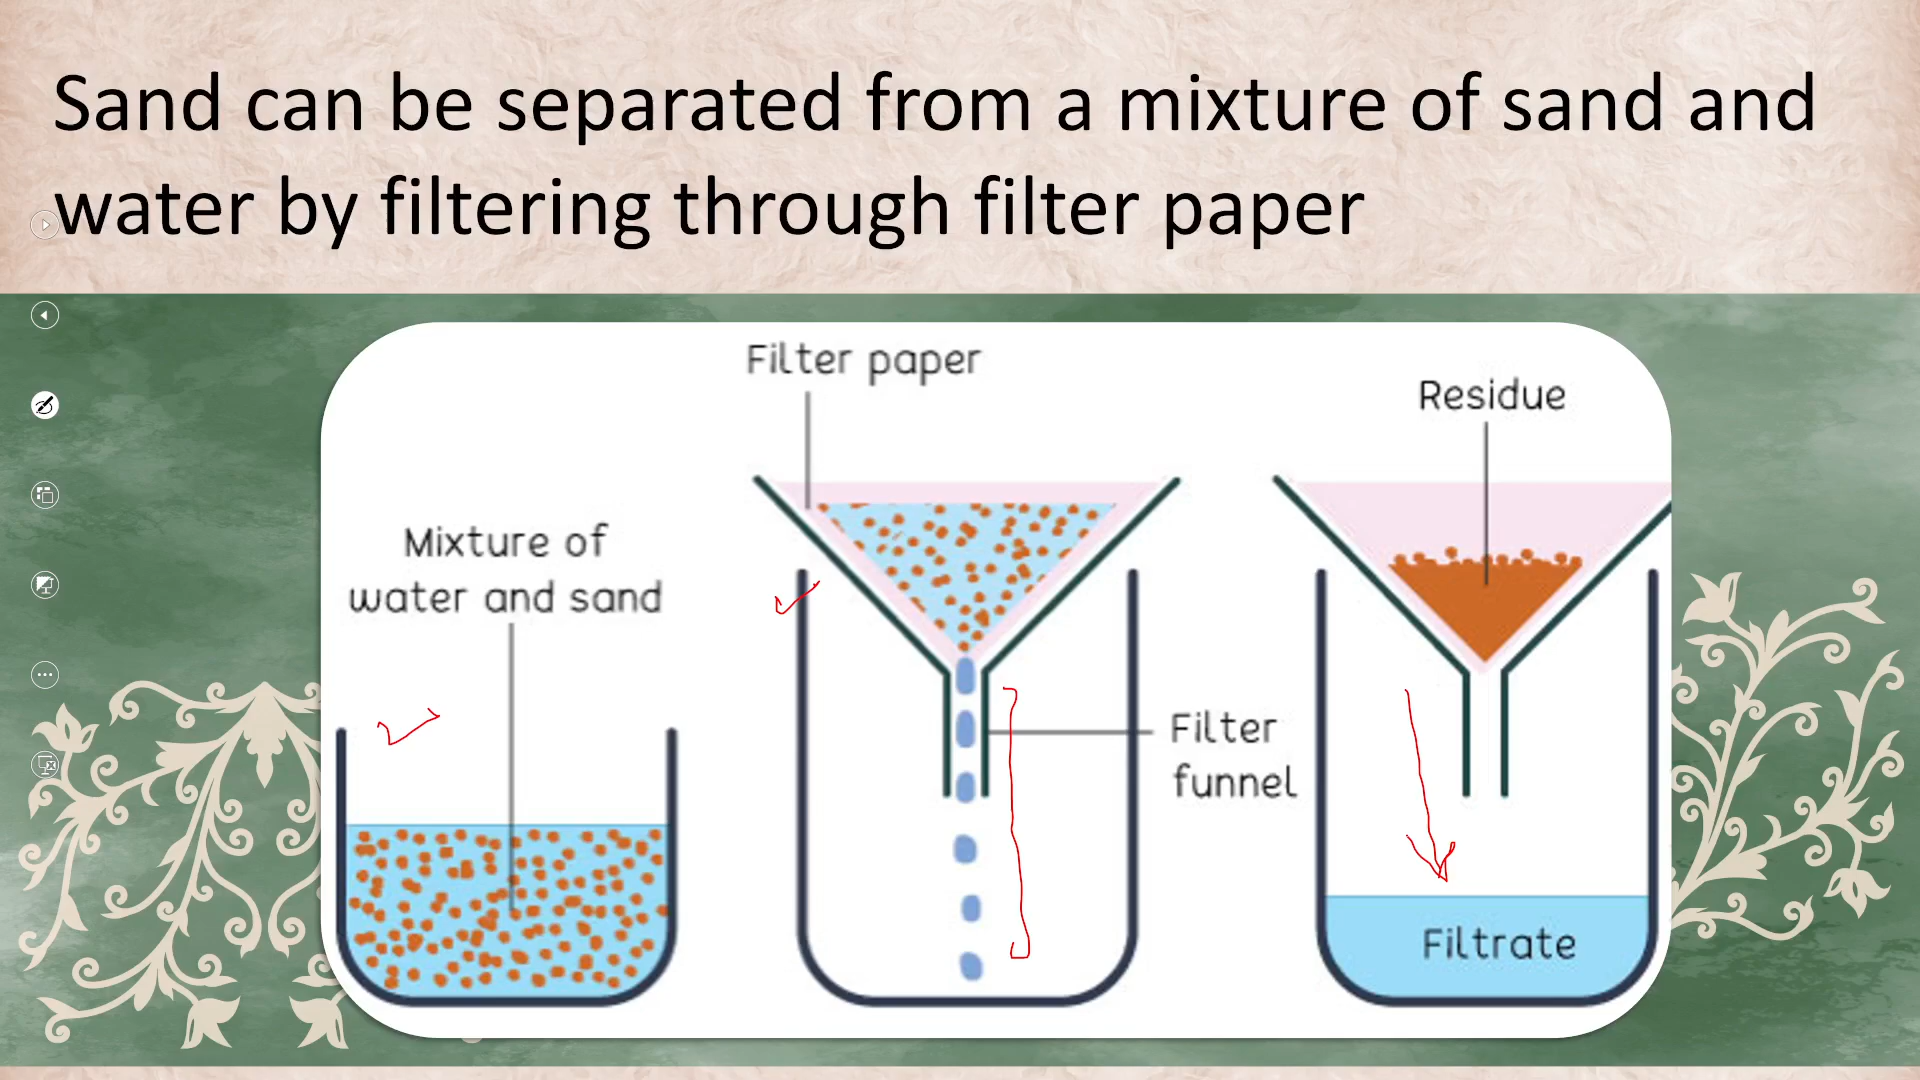 Sand can be separated from a mixture of sand and
water by filtering through filter paper
Filter paper
Residue
Mixture of
water and sand
Filter
funnel
Filtrate